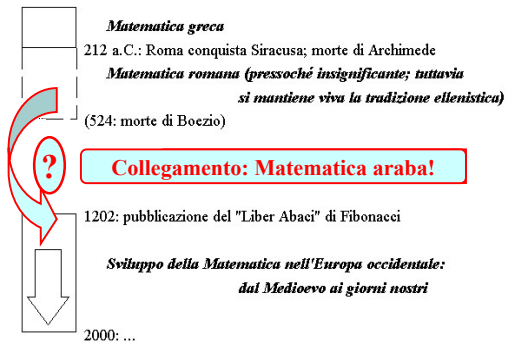 Matematica greca
212 a.C.: Roma conquista Siracusa; morte di Archimede
Matematica romana (pressoché insignificante; tuttavia
si mantiene viva la tradizione ellenistica)
(524: morte di Boezio)
?
Collegamento: Matematica araba!
1202: pubblicazione del "Liber Abaci" di Fibonacci
Sviluppo della Matematica nell'Europa occidentale:
dal Medioevo ai giorni nostri
2000: ...